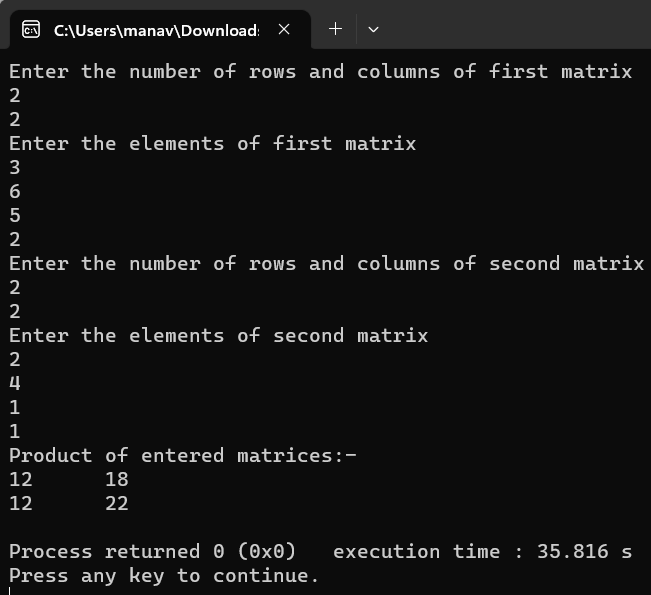 C:\Users\manav\Download:
Enter the number of rows and columns of first matrix
2
2
Enter the elements of first matrix
3
6
5
2
Enter the number of rows and columns of second matrix
2
2
Enter the elements of second matrix
2
4
1
1
Product of entered matrices:-
12 18
12 22
Process returned 0 (0x0) execution time : 35.816 s
Press any key to continue.